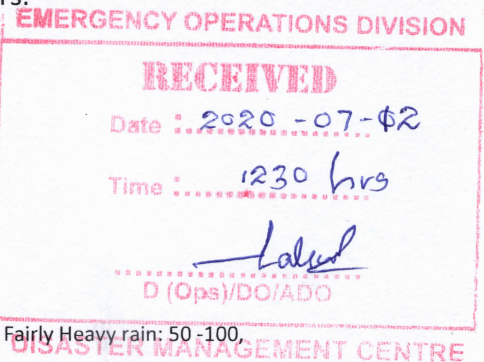 EMERGENCY OPERATIONS DIVISION
RECEIVED
Date : 2020-07-02
Time : 1230 hrs
D (Ops)/DO/ADO
Fairly Heavy rain: 50 -100,
DISASTER MANAGEMENT CENTRE